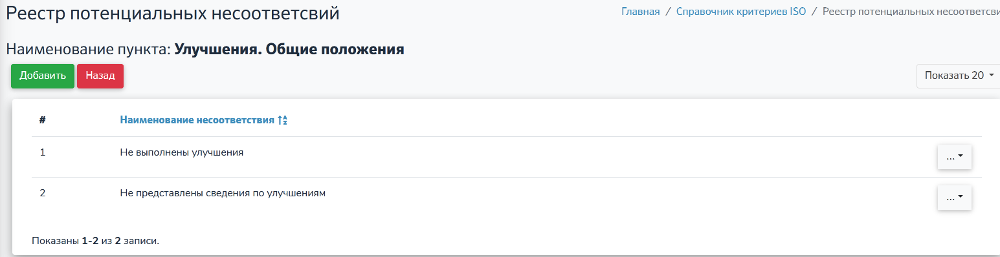 Реестр потенциальных несоответсвий
Главная / Справочник критериев ISO / Реестр потенциальных несоответсви
Наименование пункта: Улучшения. Общие положения
Добавить Назад
Показать 20
# Наименование несоответствия
1 Не выполнены улучшения ...
2 Не представлены сведения по улучшениям ...
Показаны 1-2 из 2 записи.